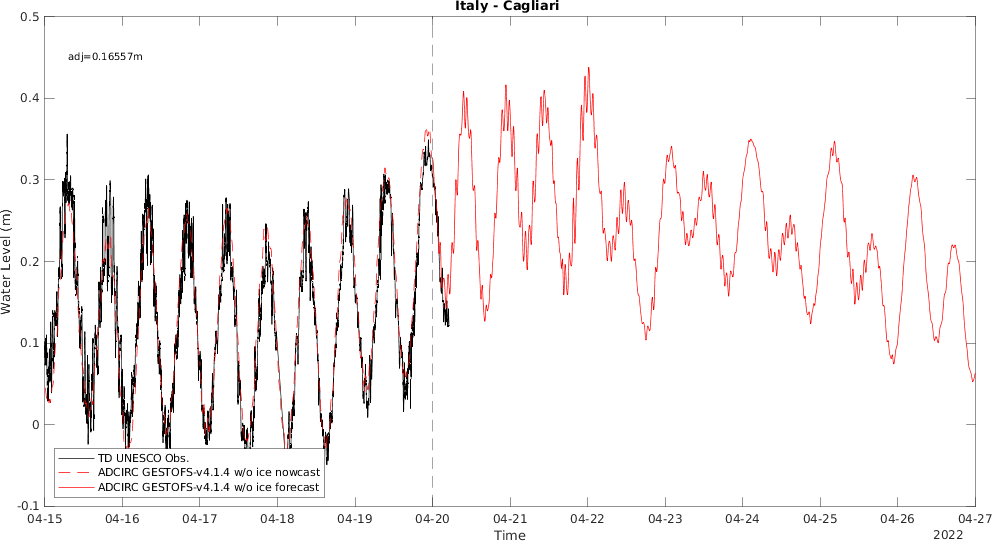 Italy - Cagliari
0.5
adj=0.16557m
0.4
0.3
0.2
0.1
0
-0.1
Water Level (m)
TD UNESCO Obs.
ADCIRC GESTOFS-v4.1.4 w/o ice nowcast
ADCIRC GESTOFS-v4.1.4 w/o ice forecast
04-15 04-16 04-17 04-18 04-19 04-20 04-21 04-22 04-23 04-24 04-25 04-26 04-27
Time
2022